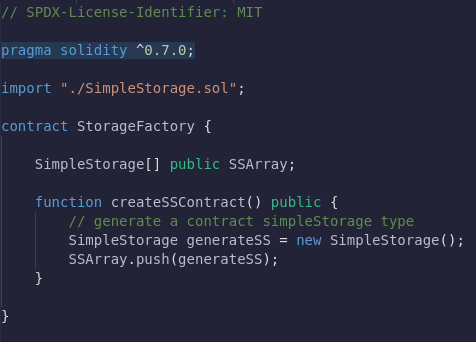 // SPDX-License-Identifier: MIT
pragma solidity ^0.7.0;
import "./SimpleStorage.sol";
contract StorageFactory {
SimpleStorage[] public SSArray;
function createSSContract() public {
// generate a contract simpleStorage type
SimpleStorage generateSS = new SimpleStorage();
SSArray.push(generateSS);
}
}